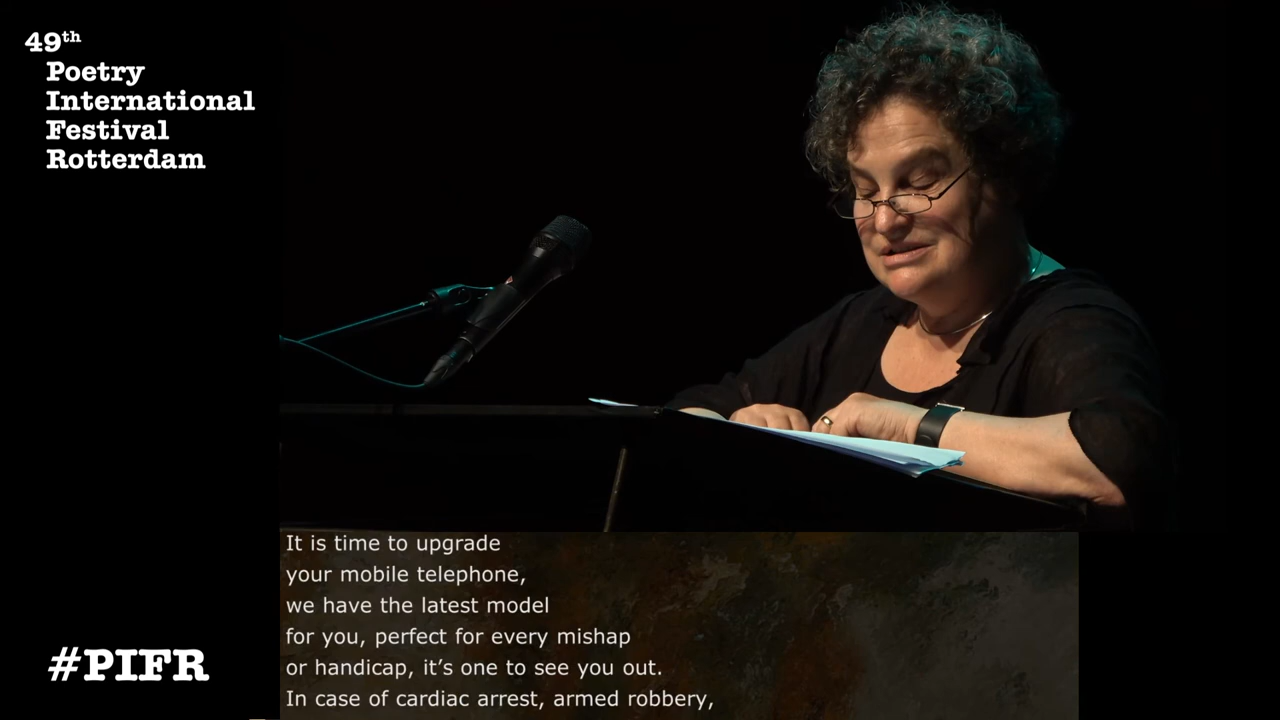 49th
Poetry
International
Festival
Rotterdam
#PIFR
It is time to upgrade
your mobile telephone,
we have the latest model
for you, perfect for every mishap
or handicap, it’s one to see you out.
In case of cardiac arrest, armed robbery,